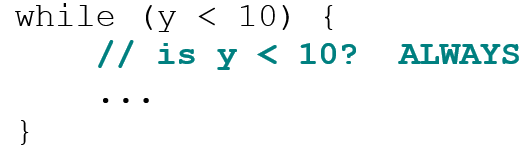 while (y < 10) {
    // is y < 10?  ALWAYS
    ...
}